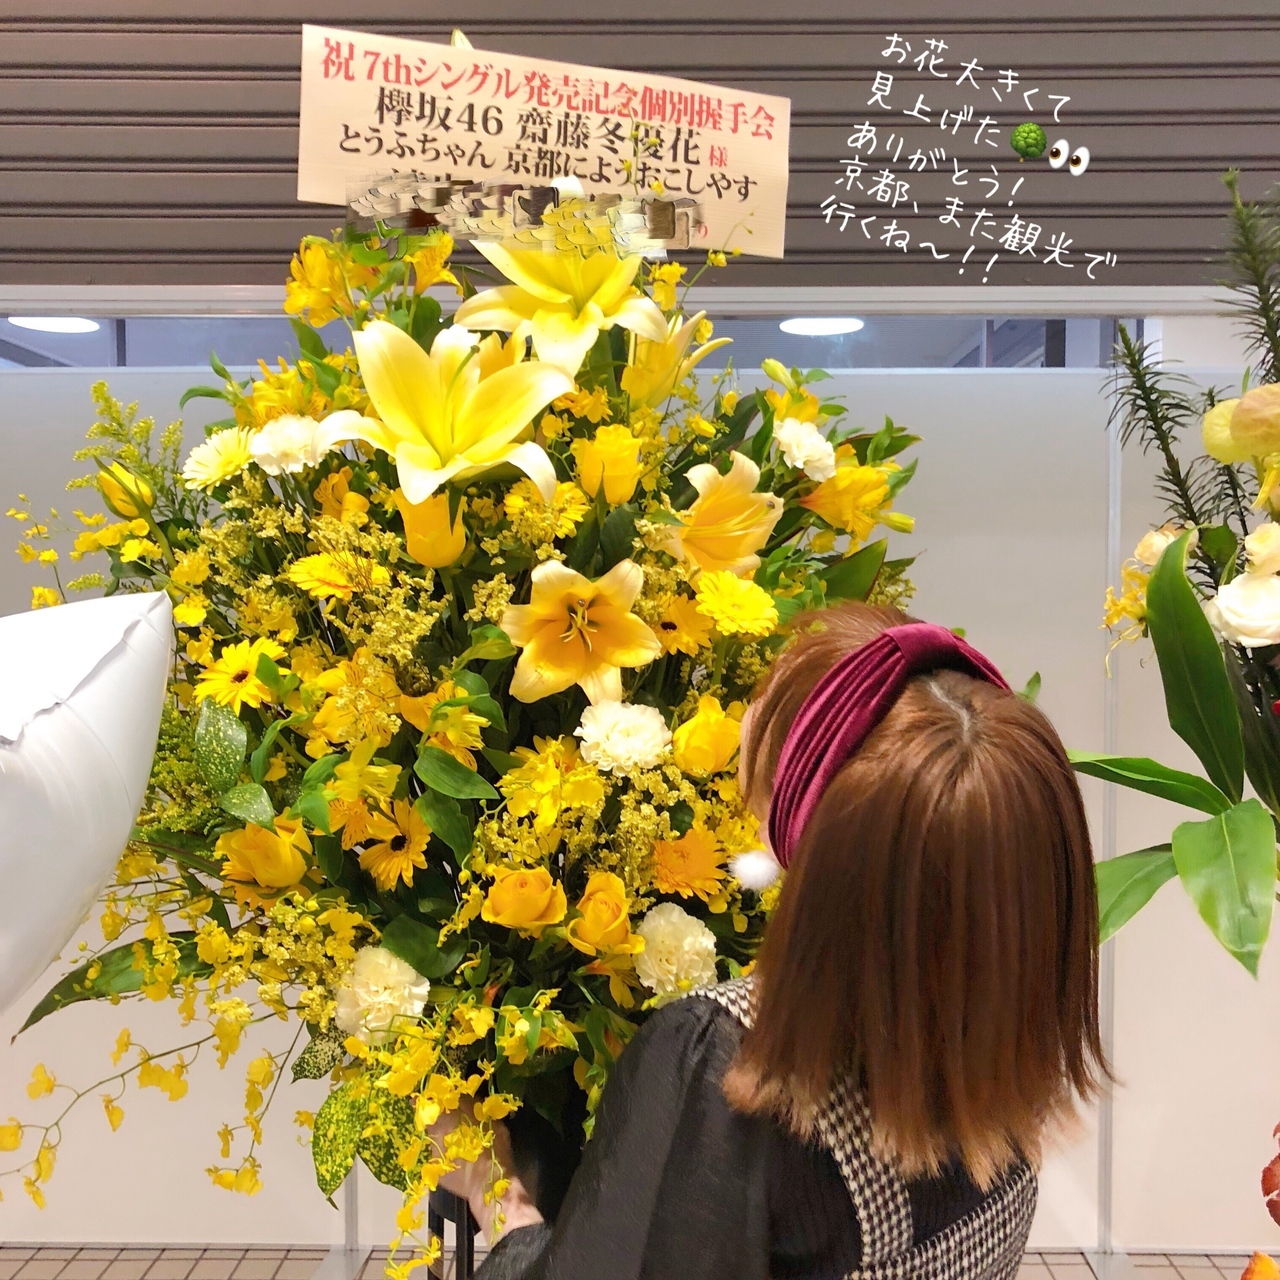 祝 7thシングル発売記念個別握手会
欅坂46 齋藤冬優花 様
とうふちゃん 京都にようおこしやす
お花大きくて
見上げた🌳👀
ありがとう!
京都、また観光で
行くね〜!!